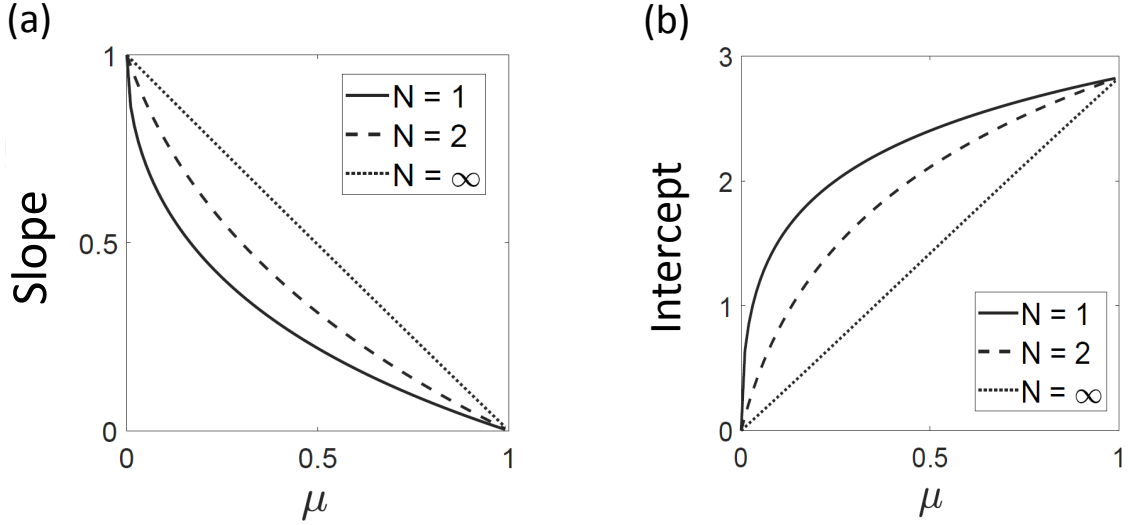 (a)
1
0.5
0
0
0.5
1
Slope
μ
N = 1
N = 2
N = ∞
(b)
3
2
1
0
0
0.5
1
Intercept
μ
N = 1
N = 2
N = ∞